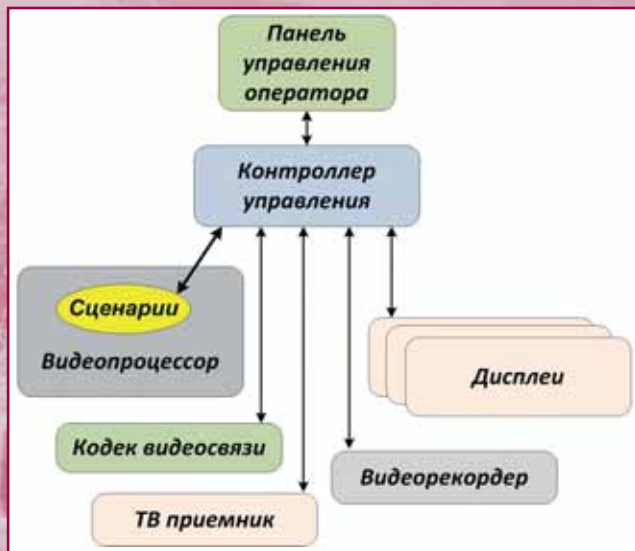 Панель
управления
оператора
Контроллер
управления
Сценарии
Видеопроцессор
Дисплеи
Кодек видеосвязи
Видеорекордер
ТВ приемник